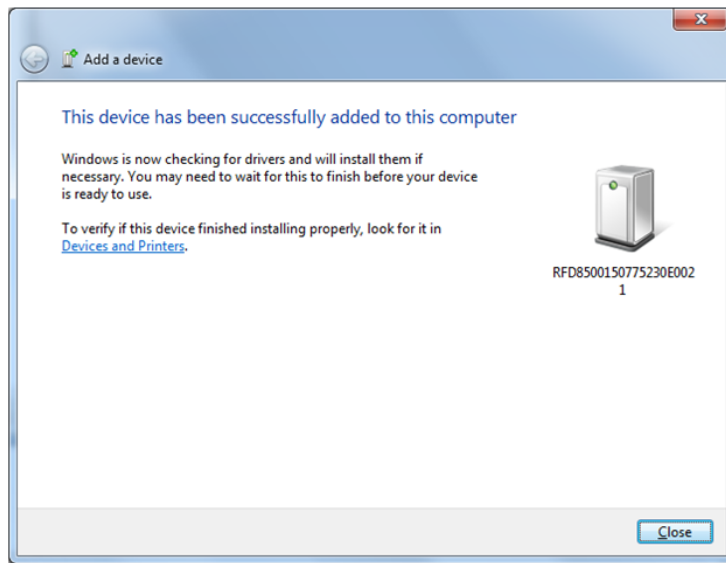 Add a device
This device has been successfully added to this computer
Windows is now checking for drivers and will install them if
necessary. You may need to wait for this to finish before your device
is ready to use.
To verify if this device finished installing properly, look for it in
Devices and Printers.
RFD8500150775230E002
1
Close